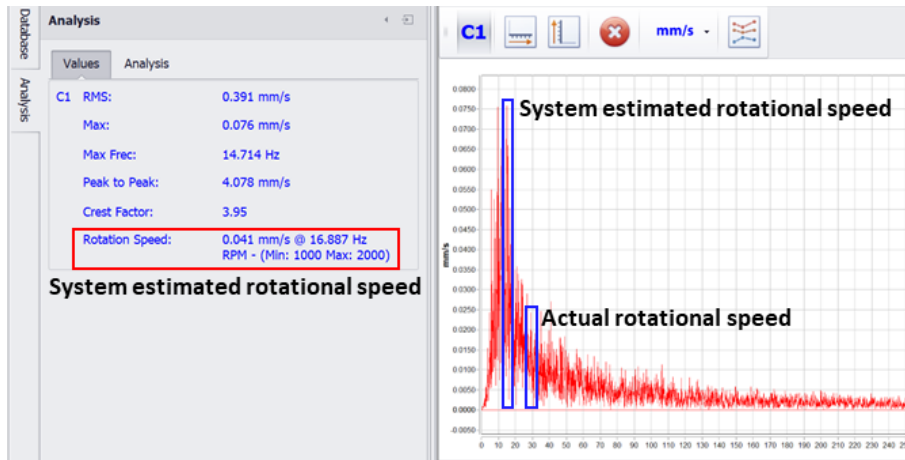 Database
Analysis
Analysis
Values Analysis
C1 RMS: 0.391 mm/s
Max: 0.076 mm/s
Max Frec: 14.714 Hz
Peak to Peak: 4.078 mm/s
Crest Factor: 3.95
Rotation Speed: 0.041 mm/s @ 16.887 Hz
RPM - (Min: 1000 Max: 2000)
System estimated rotational speed
C1 mm/s
System estimated rotational speed
Actual rotational speed
mm/s
0.0800
0.0750
0.0700
0.0650
0.0600
0.0550
0.0500
0.0450
0.0400
0.0350
0.0300
0.0250
0.0200
0.0150
0.0100
0.0050
0.0000
-0.0050
0 10 20 30 40 50 60 70 80 90 100 110 120 130 140 150 160 170 180 190 200 210 220 230 240